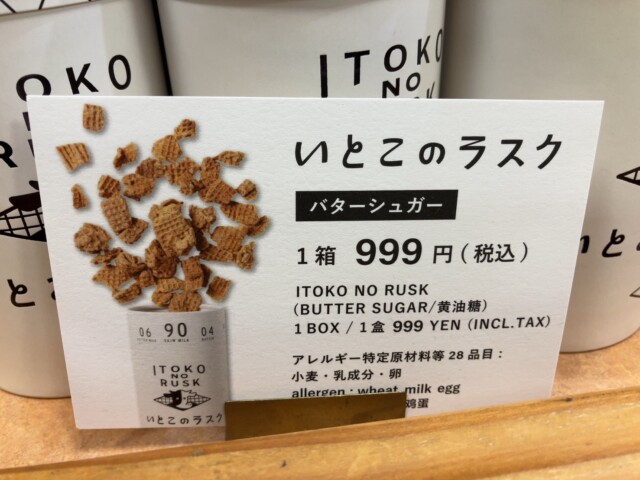 OKO
NO
RUSK
ITOKO
NO
いとこのラスク
バターシュガー
1箱 999円(税込)
ITOKO NO RUSK
(BUTTER SUGAR/黄油糖)
1 BOX / 1盒 999 YEN (INCL.TAX)
アレルギー特定原材料等28品目:
小麦・乳成分・卵
allergen : wheat milk egg
鸡蛋
06 90 04
ITOKO
NO
RUSK
いとこのラスク